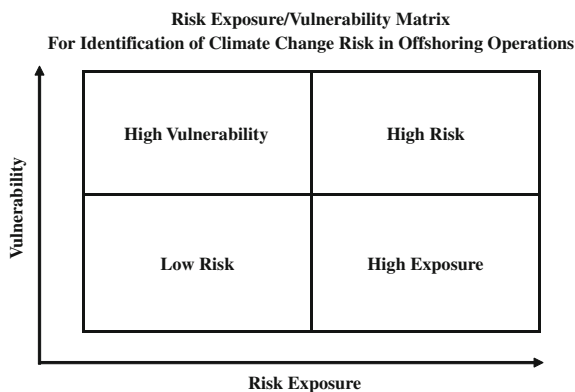 Risk Exposure/Vulnerability Matrix
For Identification of Climate Change Risk in Offshoring Operations
High Vulnerability
High Risk
Vulnerability
Low Risk
High Exposure
Risk Exposure